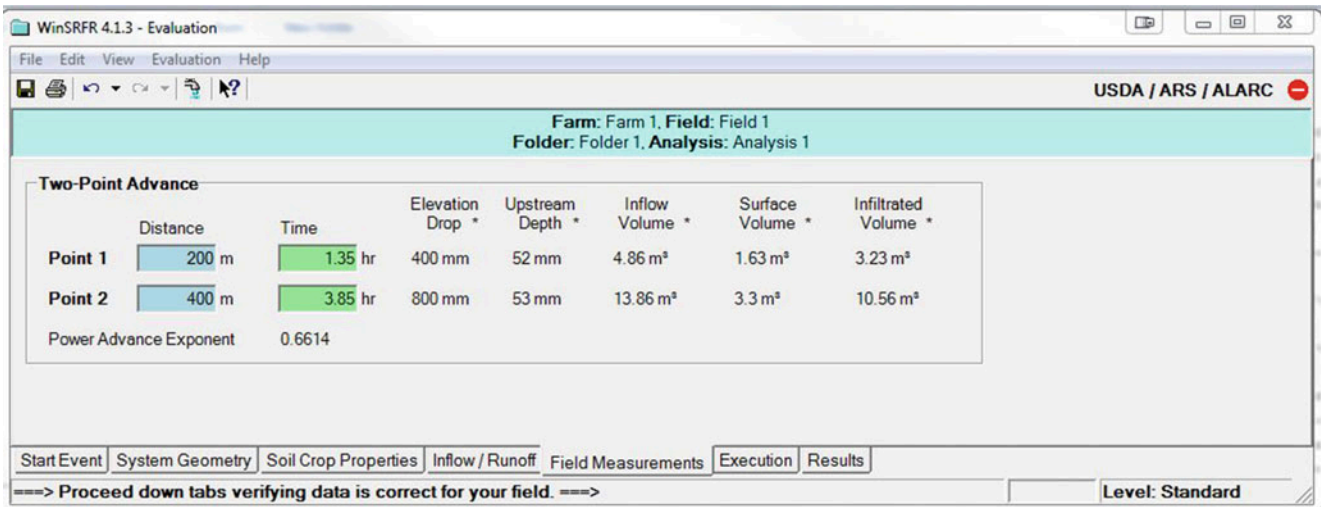 WinSRFR 4.1.3 - Evaluation
File Edit View Evaluation Help
USDA / ARS / ALARC
Farm: Farm 1, Field: Field 1
Folder: Folder 1, Analysis: Analysis 1
Two-Point Advance
Distance Time Elevation Drop * Upstream Depth * Inflow Volume * Surface Volume * Infiltrated Volume *
Point 1 200 m 1.35 hr 400 mm 52 mm 4.86 m³ 1.63 m³ 3.23 m³
Point 2 400 m 3.85 hr 800 mm 53 mm 13.86 m³ 3.3 m³ 10.56 m³
Power Advance Exponent 0.6614
Start Event System Geometry Soil Crop Properties Inflow / Runoff Field Measurements Execution Results
===> Proceed down tabs verifying data is correct for your field. ===> Level: Standard